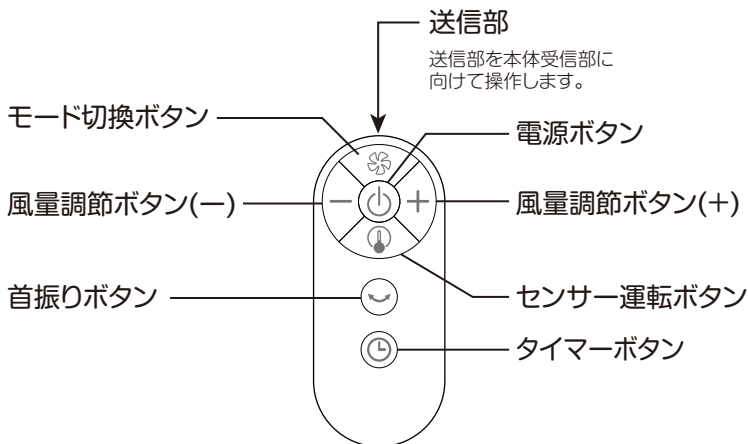 送信部
送信部を本体受信部に
向けて操作します。
モード切換ボタン
電源ボタン
風量調節ボタン(ー)
風量調節ボタン(+)
首振りボタン
センサー運転ボタン
タイマーボタン